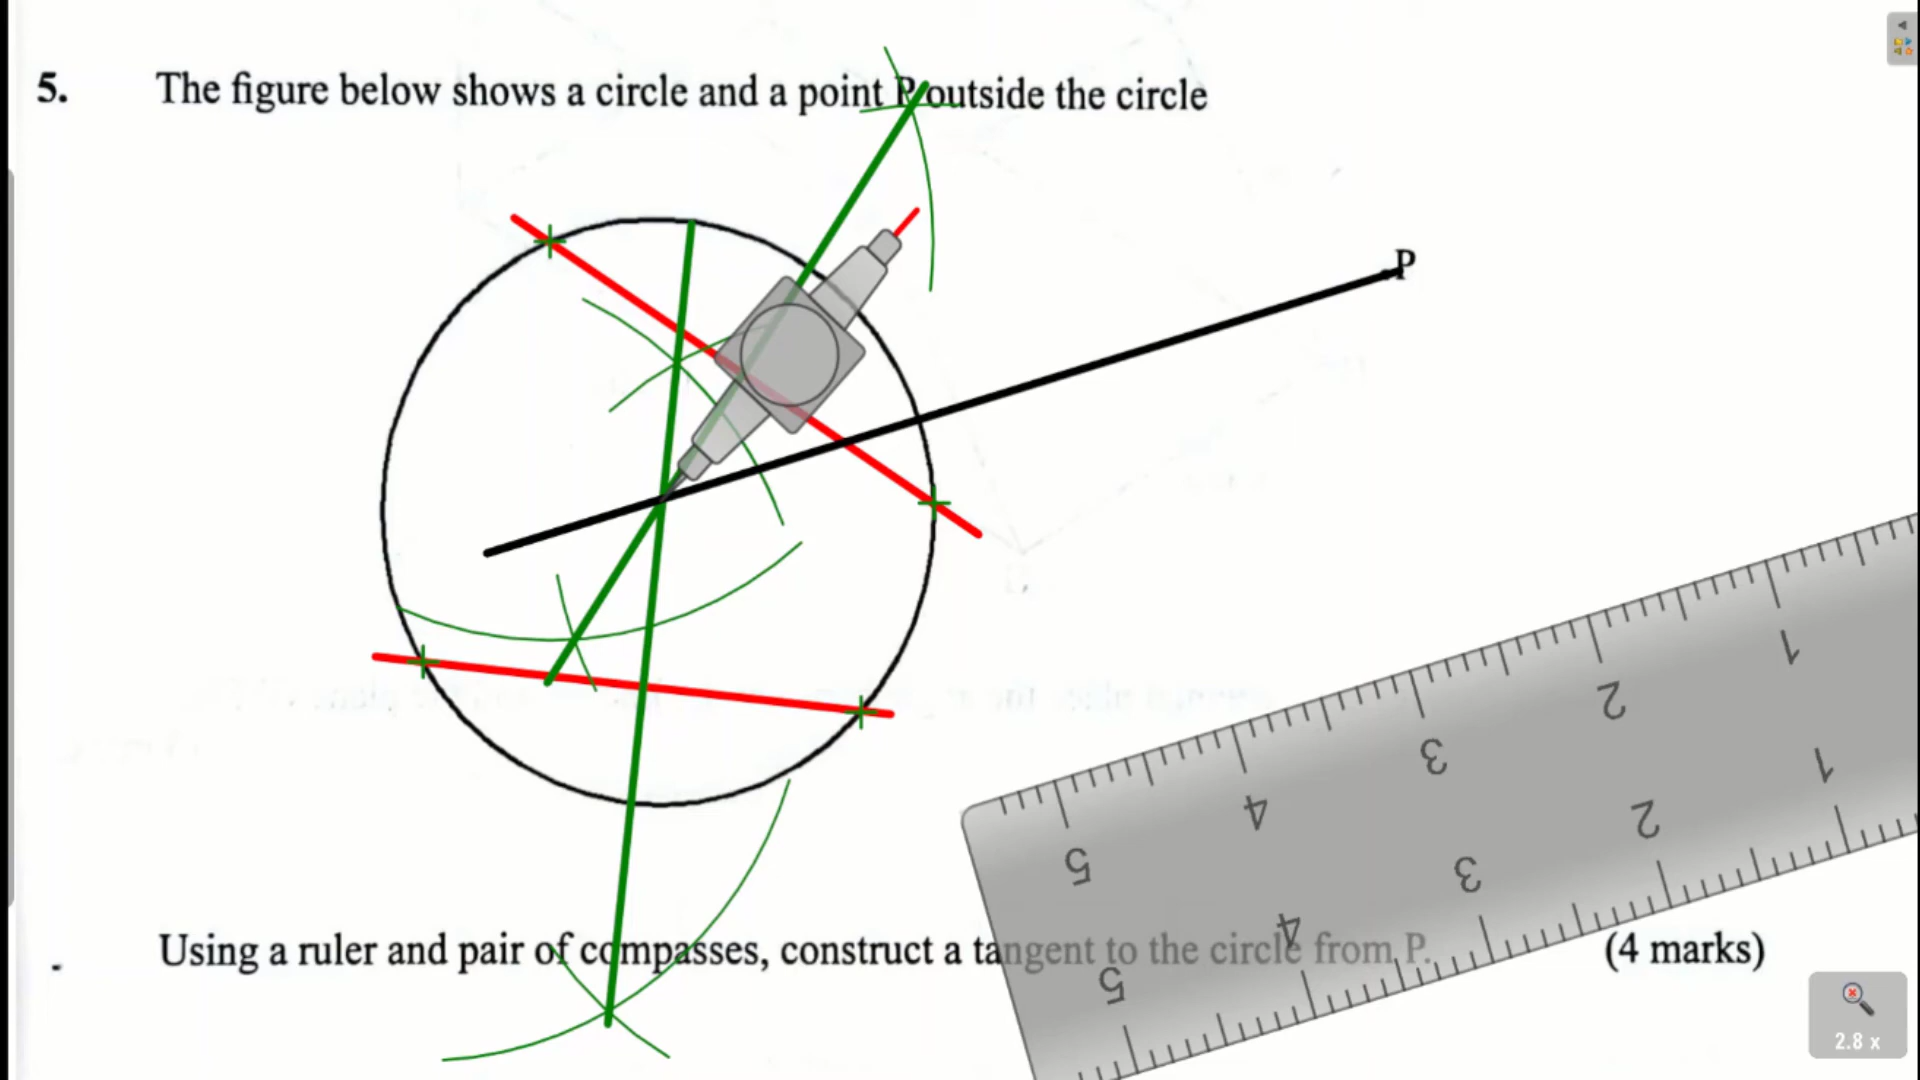 5. The figure below shows a circle and a point P outside the circle
P
1
2
3
4
5
1
2
3
4
5
Using a ruler and pair of compasses, construct a tangent to the circle from P. (4 marks)
2.8 x